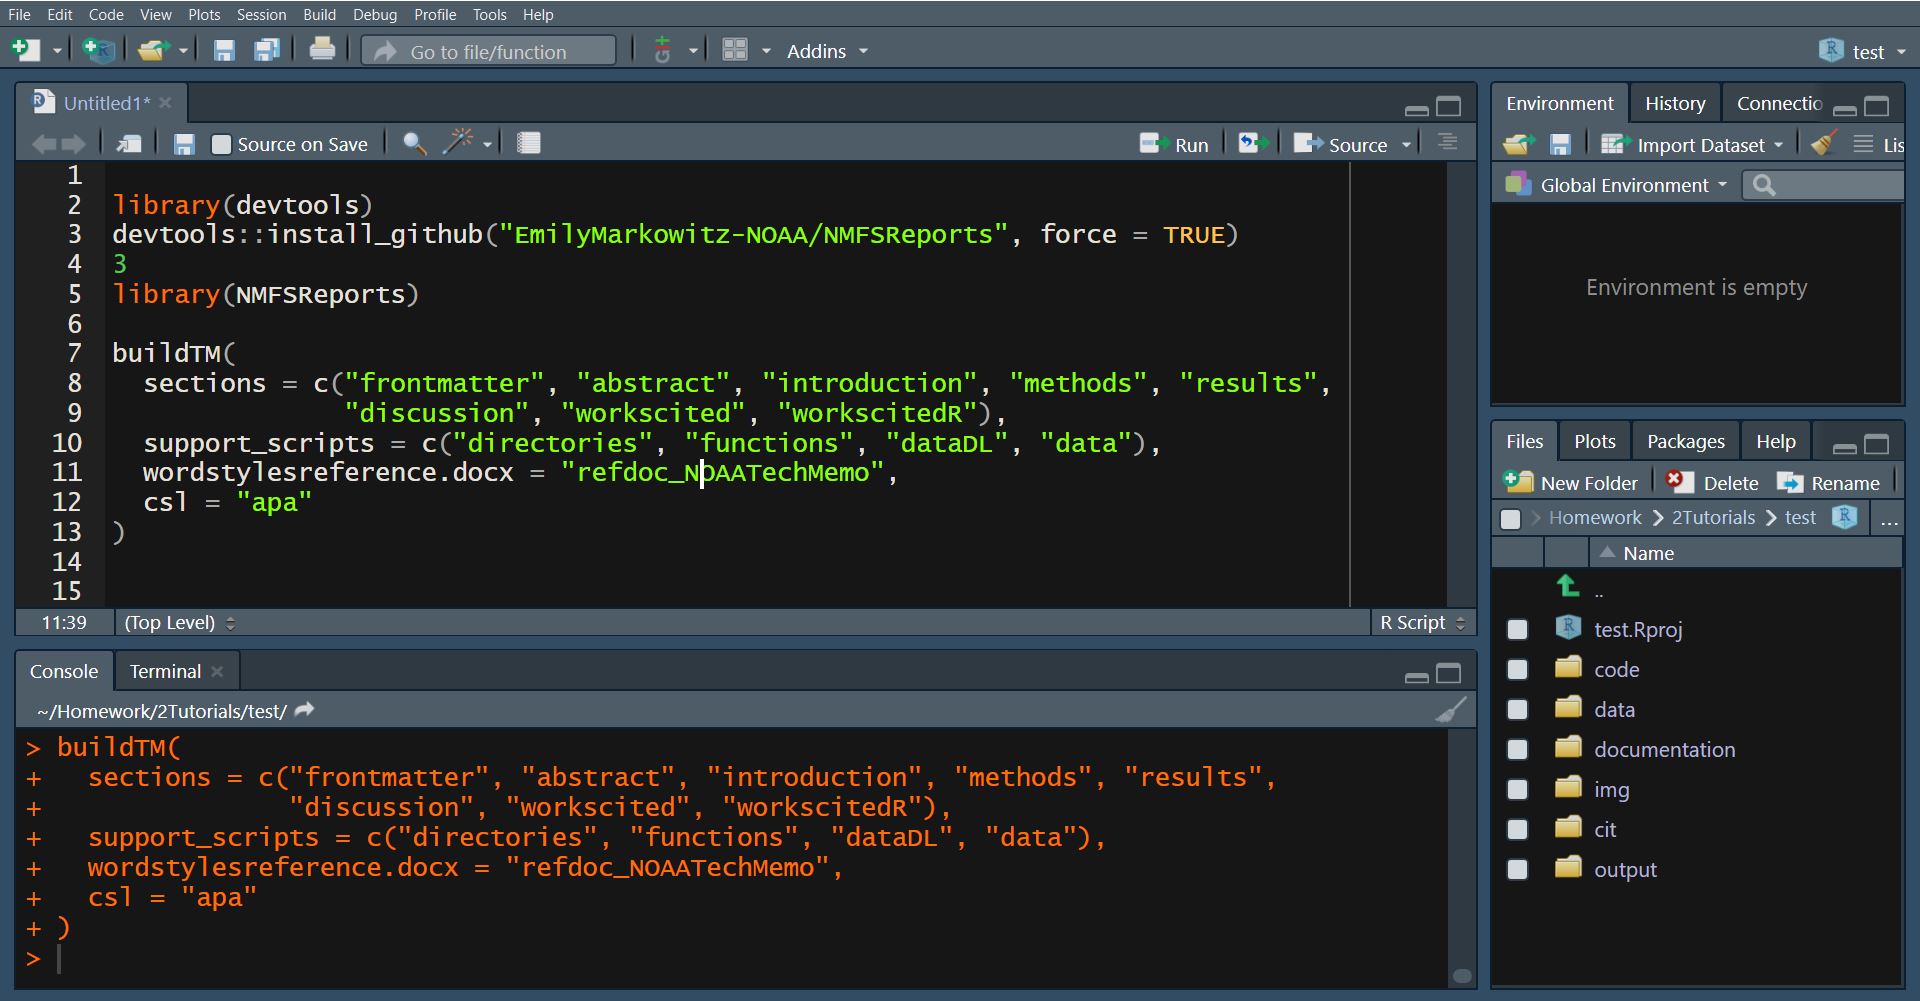 File Edit Code View Plots Session Build Debug Profile Tools Help
Go to file/function Addins test
Untitled1*
Source on Save Run Source
1
2 library(devtools)
3 devtools::install_github("EmilyMarkowitz-NOAA/NMFSReports", force = TRUE)
4 3
5 library(NMFSReports)
6
7 buildTM(
8 sections = c("frontmatter", "abstract", "introduction", "methods", "results",
9 "discussion", "workscited", "workscitedR"),
10 support_scripts = c("directories", "functions", "dataDL", "data"),
11 wordstylesreference.docx = "refdoc_NOAATechMemo",
12 csl = "apa"
13 )
14
15
11:39 (Top Level) R Script
Console Terminal
~/Homework/2Tutorials/test/
> buildTM(
+ sections = c("frontmatter", "abstract", "introduction", "methods", "results",
+ "discussion", "workscited", "workscitedR"),
+ support_scripts = c("directories", "functions", "dataDL", "data"),
+ wordstylesreference.docx = "refdoc_NOAATechMemo",
+ csl = "apa"
+ )
>
Environment History Connectio
Import Dataset Lis
Global Environment
Environment is empty
Files Plots Packages Help
New Folder Delete Rename
Homework > 2Tutorials > test R ...
Name
..
test.Rproj
code
data
documentation
img
cit
output